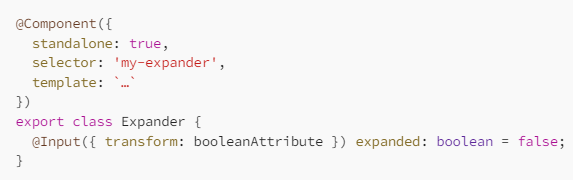 @Component({
  standalone: true,
  selector: 'my-expander',
  template: `…`
})
export class Expander {
  @Input({ transform: booleanAttribute }) expanded: boolean = false;
}